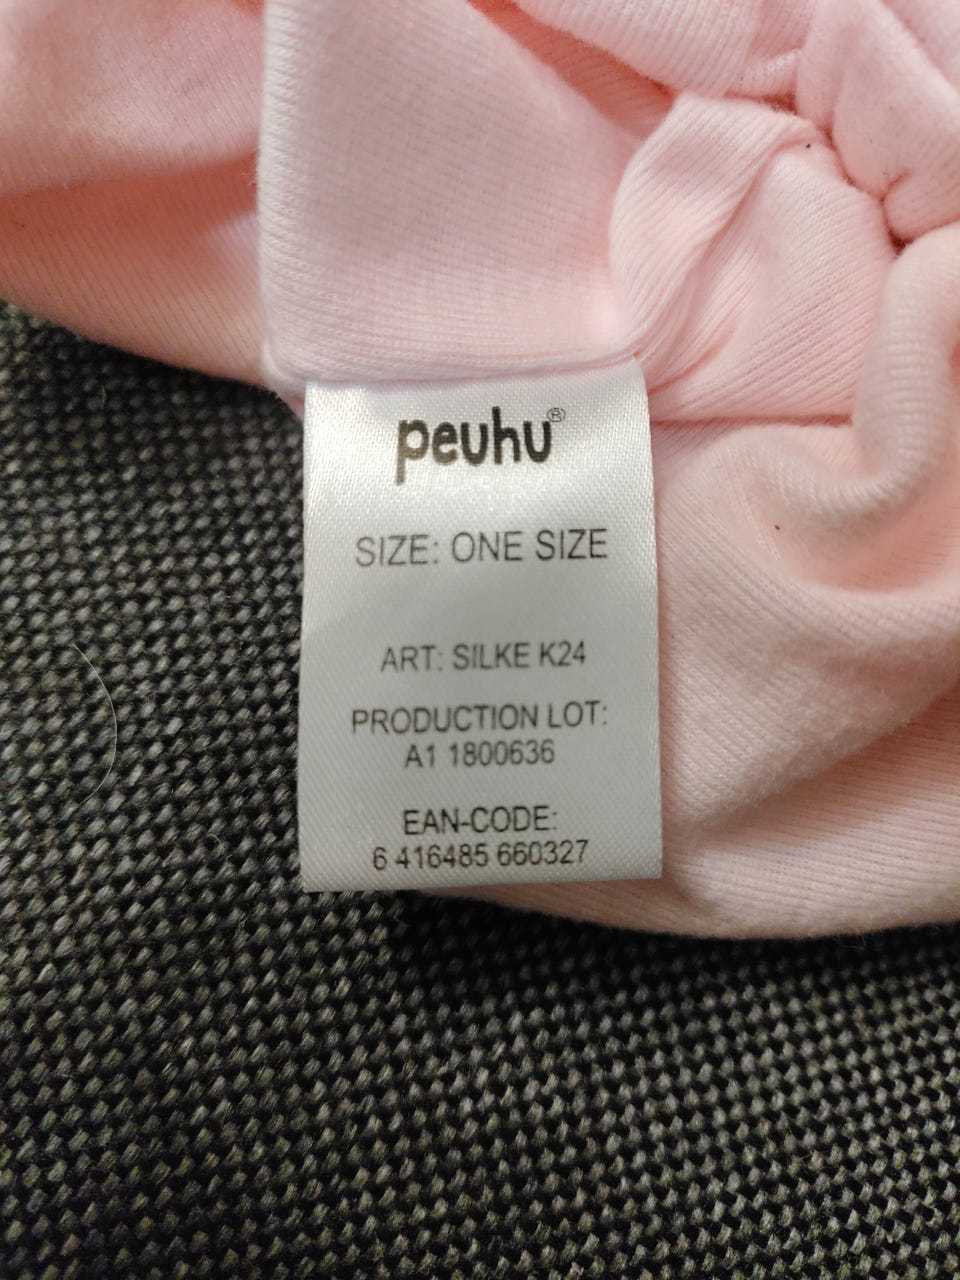 peuhu®
SIZE: ONE SIZE
ART: SILKE K24
PRODUCTION LOT:
A1 1800636
EAN-CODE:
6 416485 660327